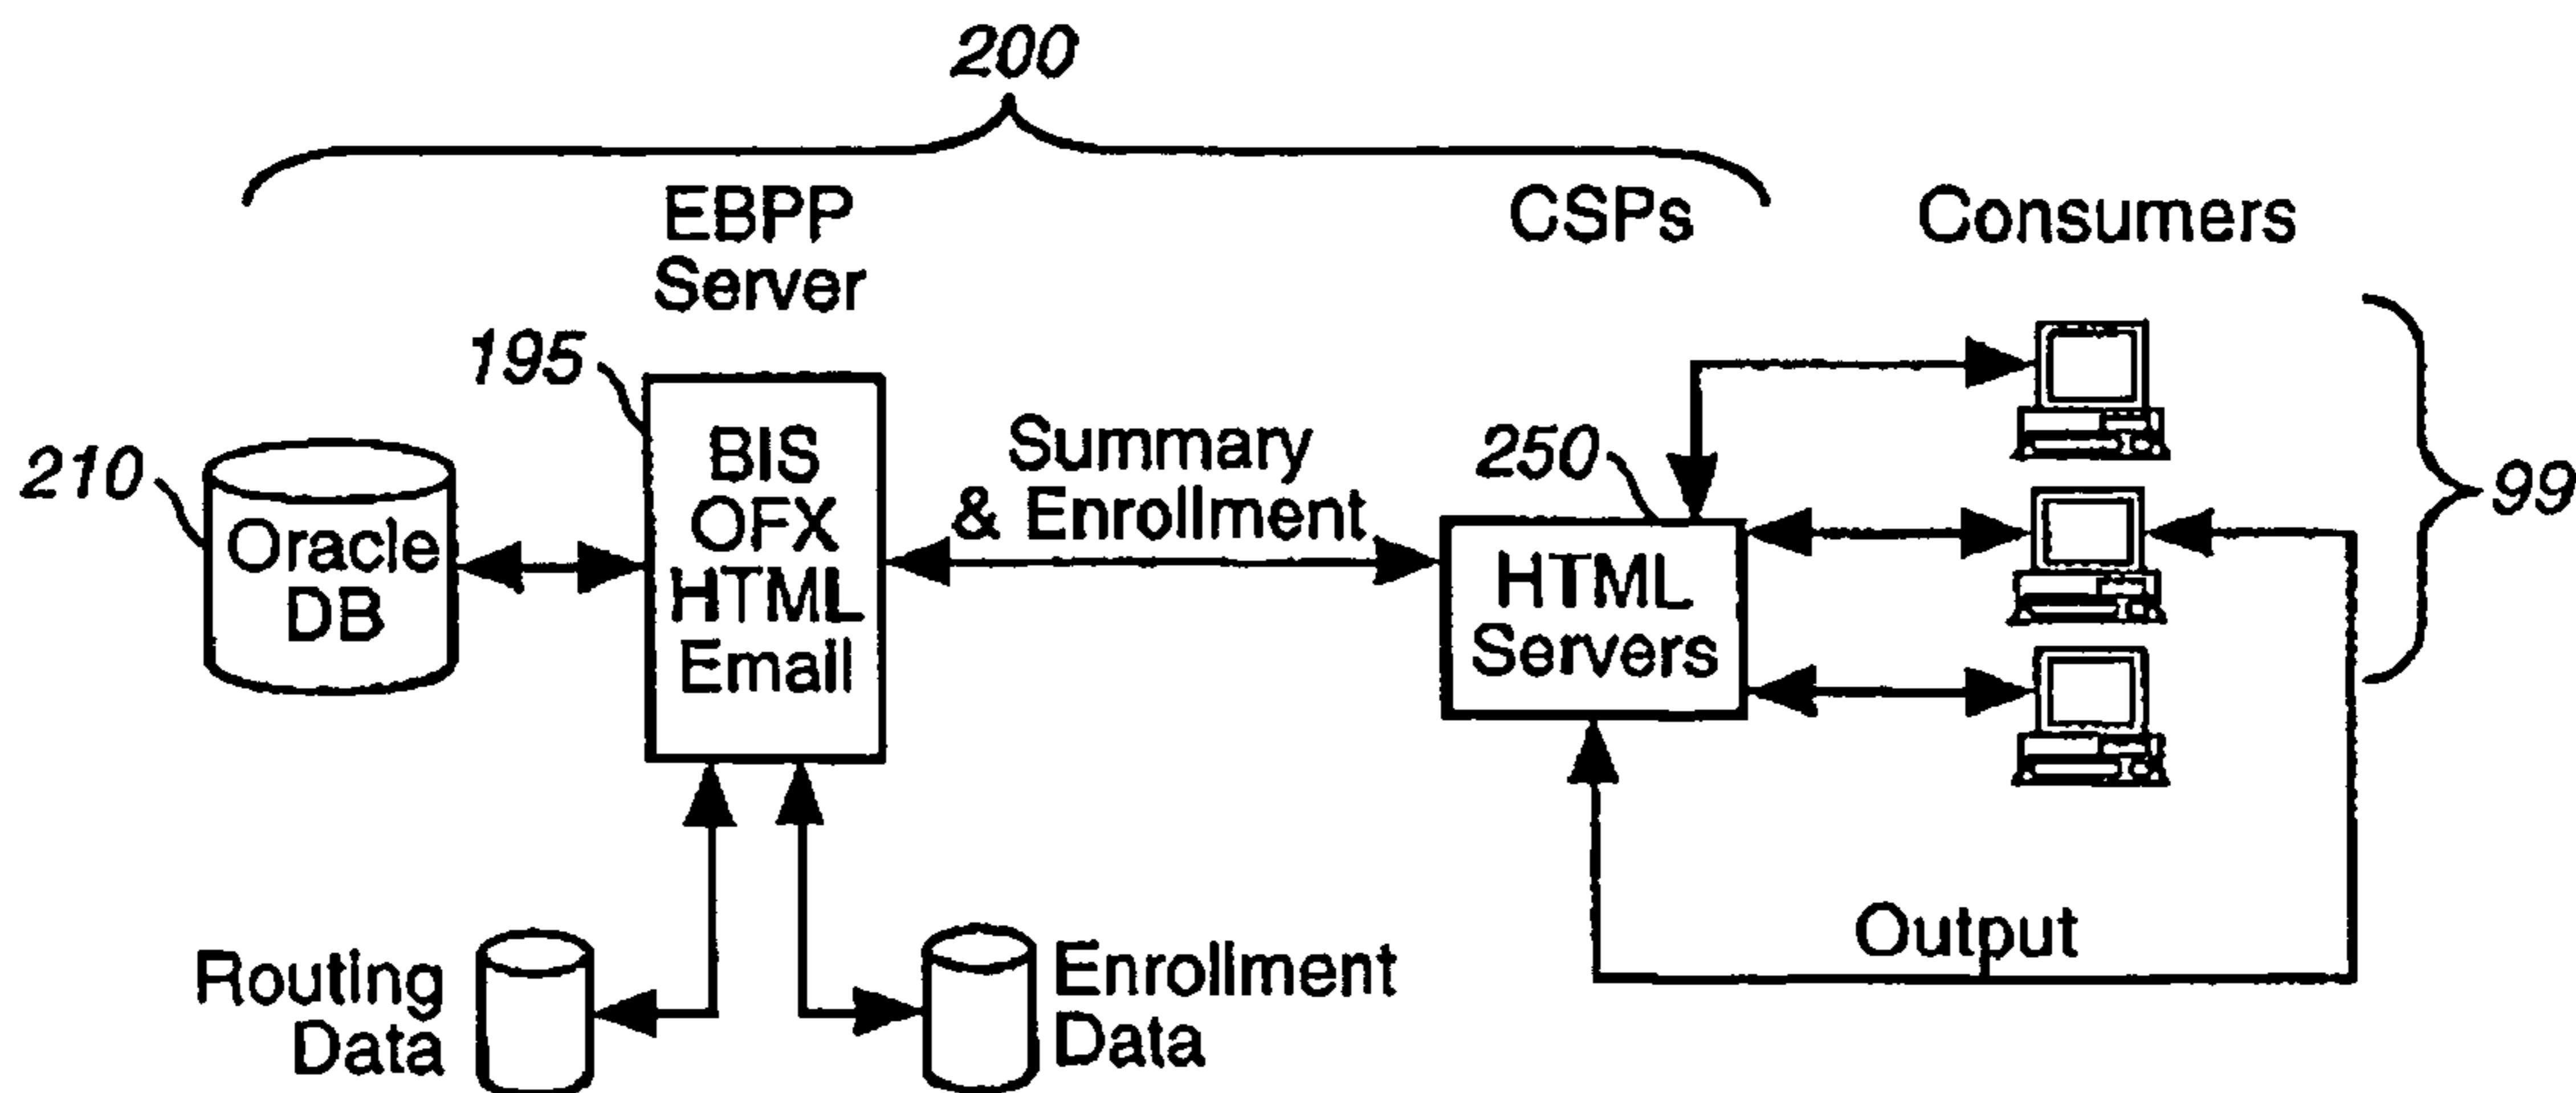 200
EBPP
Server
CSPs
Consumers
195
210
Oracle
DB
BIS
OFX
HTML
Email
Summary
& Enrollment
250
HTML
Servers
99
Output
Routing
Data
Enrollment
Data